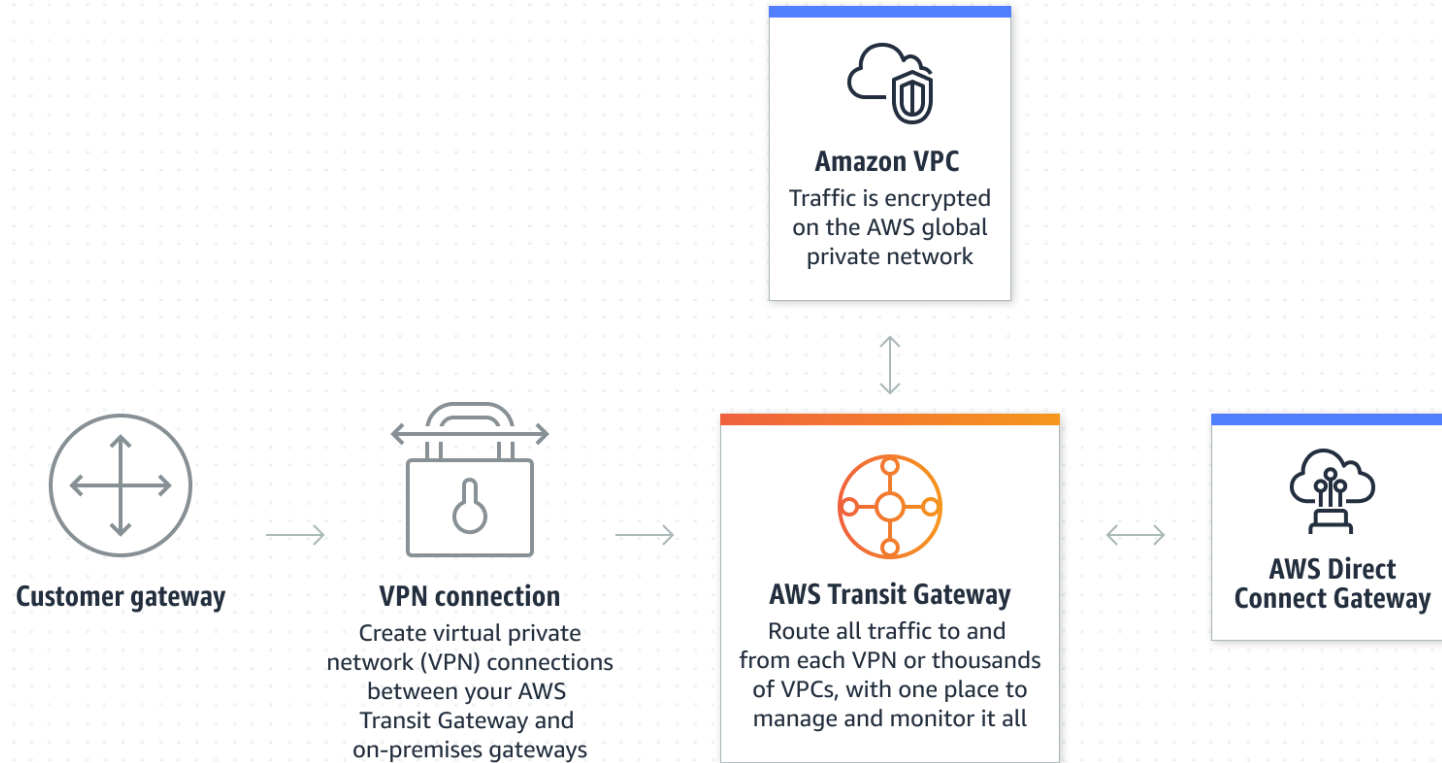 Amazon VPC
Traffic is encrypted
on the AWS global
private network
Customer gateway
VPN connection
Create virtual private
network (VPN) connections
between your AWS
Transit Gateway and
on-premises gateways
AWS Transit Gateway
Route all traffic to and
from each VPN or thousands
of VPCs, with one place to
manage and monitor it all
AWS Direct
Connect Gateway